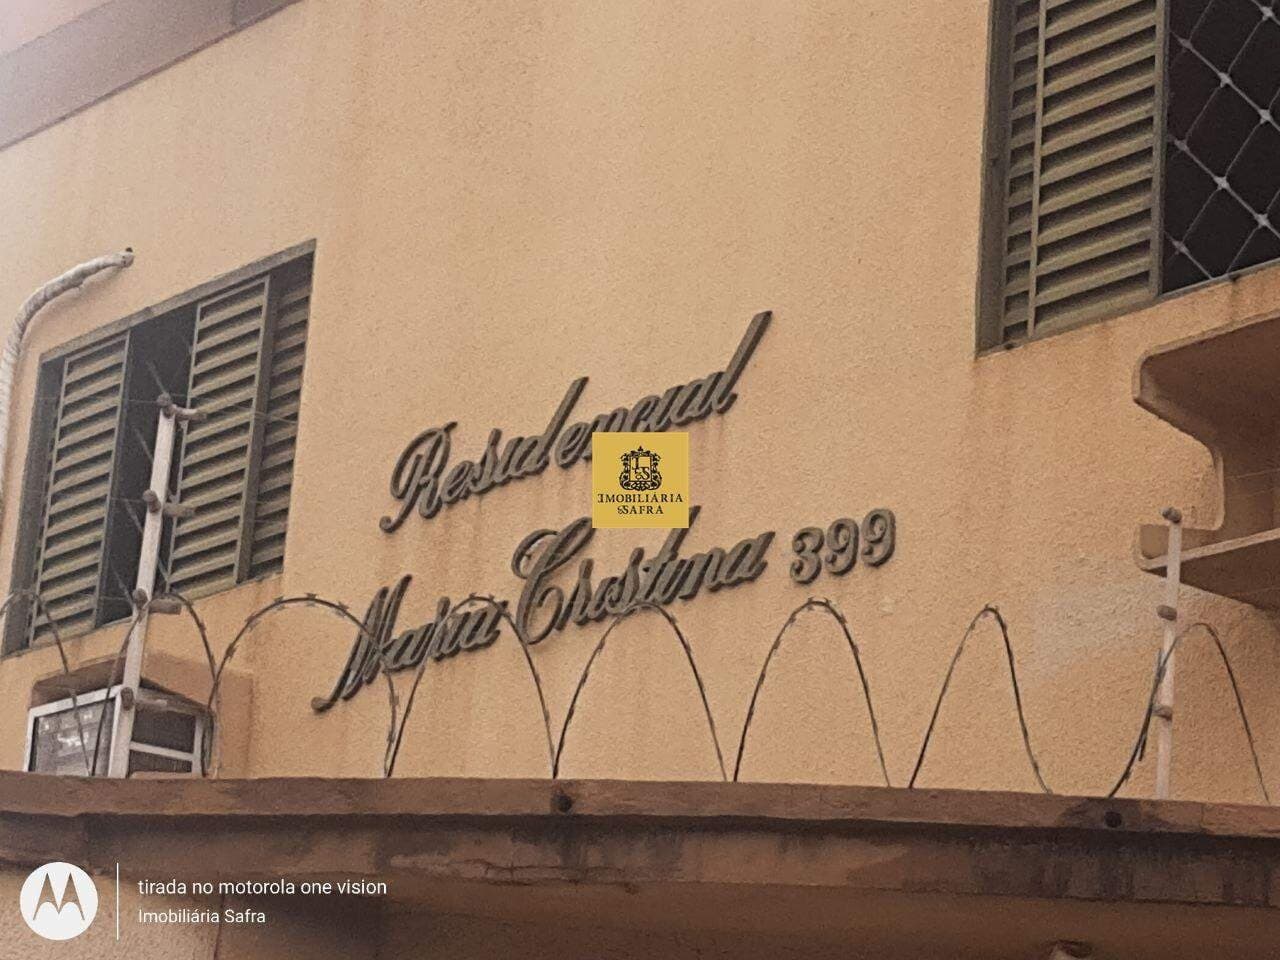 Residencial
IMOBILIÁRIA
SAFRA
Maria Cristina 399
tirada no motorola one vision
Imobiliária Safra